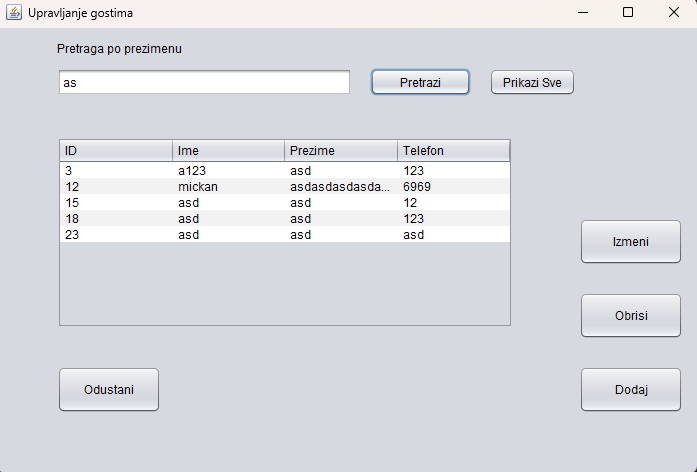 Upravljanje gostima
Pretraga po prezimenu
as Pretrazi Prikazi Sve
ID Ime Prezime Telefon
3 a123 asd 123
12 mickan asdasdasdasda... 6969
15 asd asd 12
18 asd asd 123
23 asd asd asd
Izmeni
Obrisi
Odustani Dodaj